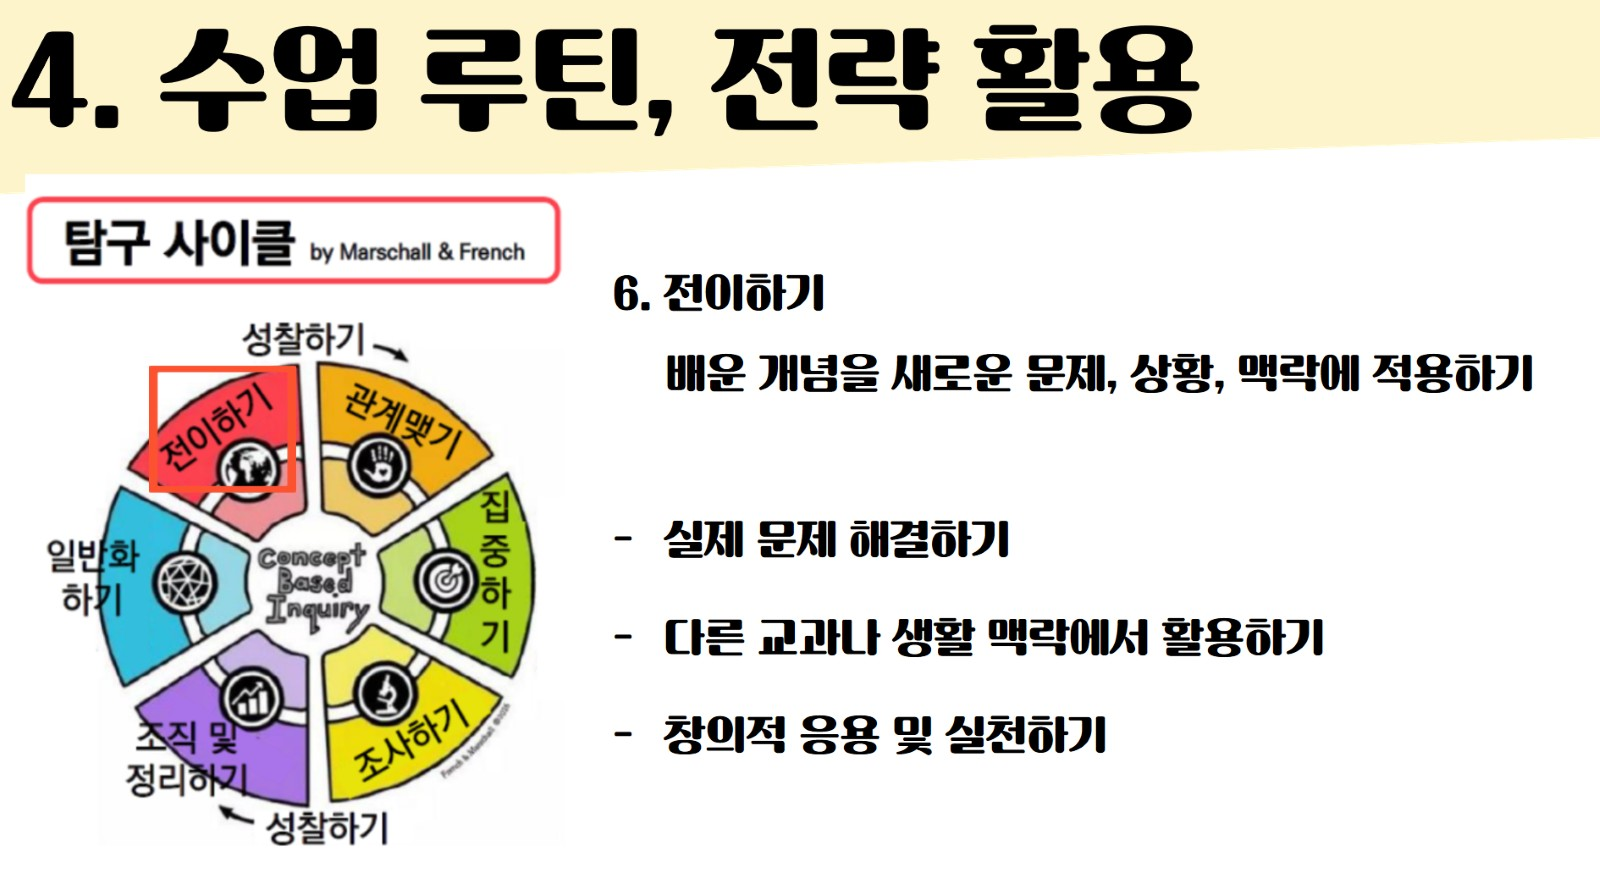 4. 수업 루틴, 전략 활용
탐구 사이클 by Marschall & French
성찰하기
전이하기
관계맺기
집중하기
일반화
하기
Concept
Based
Inquiry
조직 및
정리하기
조사하기
French & Marschall
성찰하기
6. 전이하기
배운 개념을 새로운 문제, 상황, 맥락에 적용하기
- 실제 문제 해결하기
- 다른 교과나 생활 맥락에서 활용하기
- 창의적 응용 및 실천하기